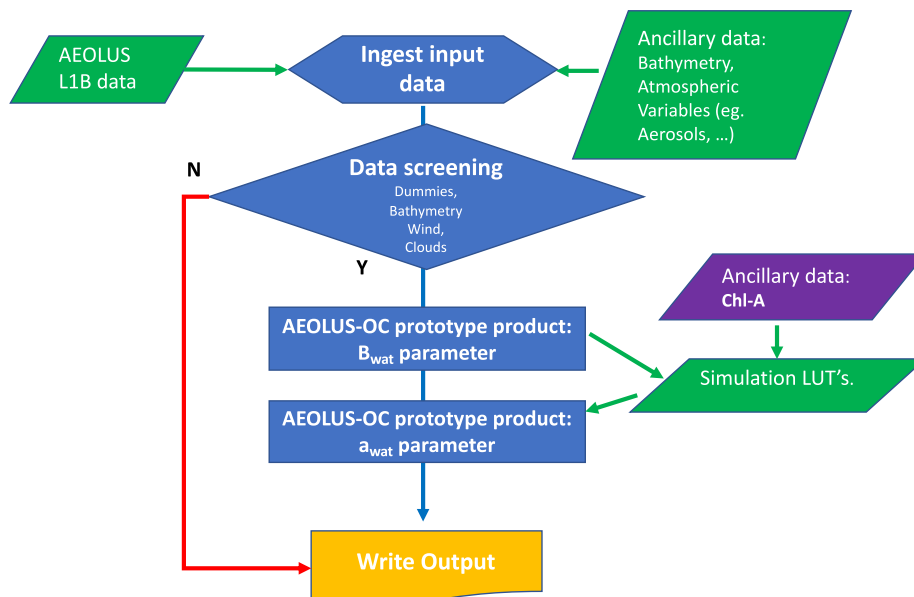 AEOLUS
L1B data
Ingest input
data
Ancillary data:
Bathymetry,
Atmospheric
Variables (eg.
Aerosols, ...)
N
Data screening
Dummies,
Bathymetry
Wind,
Clouds
Y
Ancillary data:
Chl-A
AEOLUS-OC prototype product:
Bwat parameter
Simulation LUT's.
AEOLUS-OC prototype product:
awat parameter
Write Output